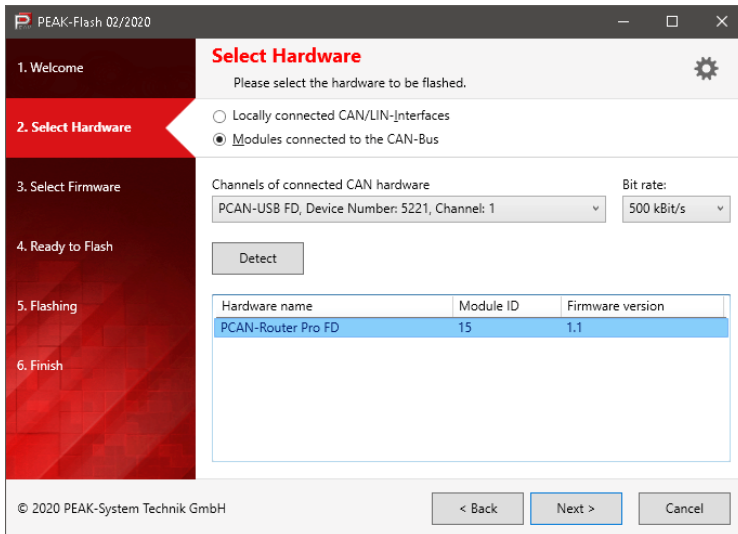 PEAK-Flash 02/2020
1. Welcome
2. Select Hardware
3. Select Firmware
4. Ready to Flash
5. Flashing
6. Finish
Select Hardware
Please select the hardware to be flashed.
Locally connected CAN/LIN-Interfaces
Modules connected to the CAN-Bus
Channels of connected CAN hardware Bit rate:
PCAN-USB FD, Device Number: 5221, Channel: 1 500 kBit/s
Detect
Hardware name Module ID Firmware version
PCAN-Router Pro FD 15 1.1
© 2020 PEAK-System Technik GmbH < Back Next > Cancel